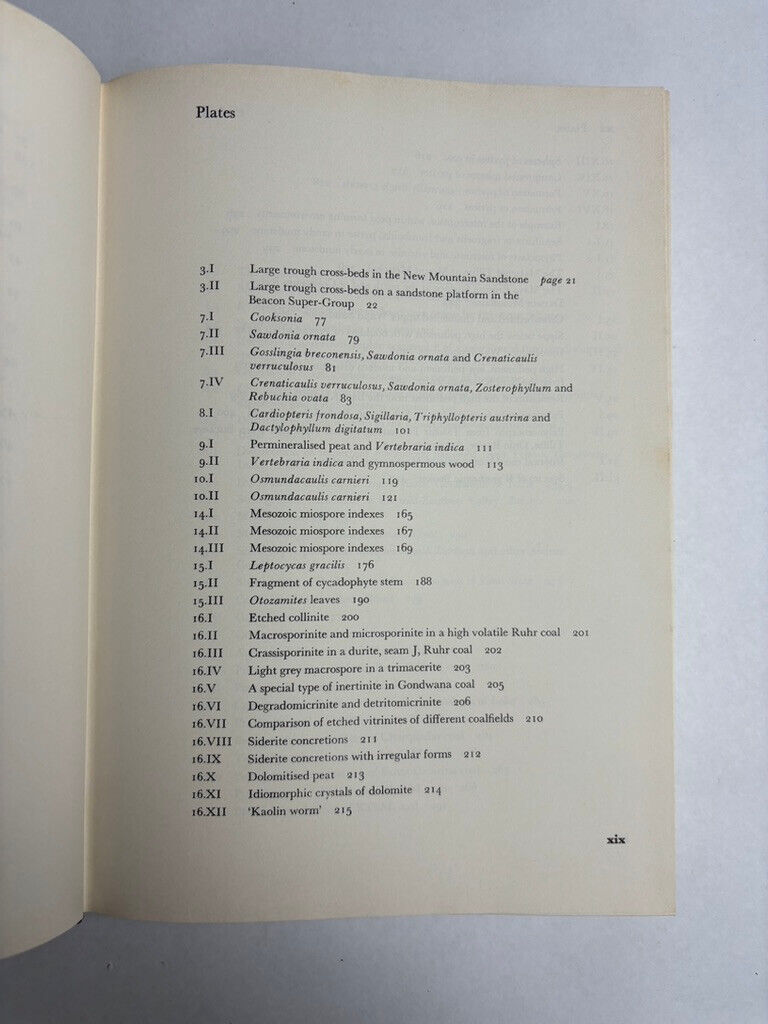 Plates
3.I Large trough cross-beds in the New Mountain Sandstone page 21
3.II Large trough cross-beds on a sandstone platform in the
Beacon Super-Group 22
7.I Cooksonia 77
7.II Sawdonia ornata 79
7.III Gosslingia breconensis, Sawdonia ornata and Crenaticaulis
verruculosus 81
7.IV Crenaticaulis verruculosus, Sawdonia ornata, Zosterophyllum and
Rebuchia ovata 83
8.I Cardiopteris frondosa, Sigillaria, Triphyllopteris austrina and
Dactylophyllum digitatum 101
9.I Permineralised peat and Vertebraria indica 111
9.II Vertebraria indica and gymnospermous wood 113
10.I Osmundacaulis carnieri 119
10.II Osmundacaulis carnieri 121
14.I Mesozoic miospore indexes 165
14.II Mesozoic miospore indexes 167
14.III Mesozoic miospore indexes 169
15.I Leptocycas gracilis 176
15.II Fragment of cycadophyte stem 188
15.III Otozamites leaves 190
16.I Etched collinite 200
16.II Macrosporinite and microsporinite in a high volatile Ruhr coal 201
16.III Crassisporinite in a durite, seam J, Ruhr coal 202
16.IV Light grey macrospore in a trimacerite 203
16.V A special type of inertinite in Gondwana coal 205
16.VI Degradomicrinite and detritomicrinite 206
16.VII Comparison of etched vitrinites of different coalfields 210
16.VIII Siderite concretions 211
16.IX Siderite concretions with irregular forms 212
16.X Dolomitised peat 213
16.XI Idiomorphic crystals of dolomite 214
16.XII ‘Kaolin worm’ 215
xix